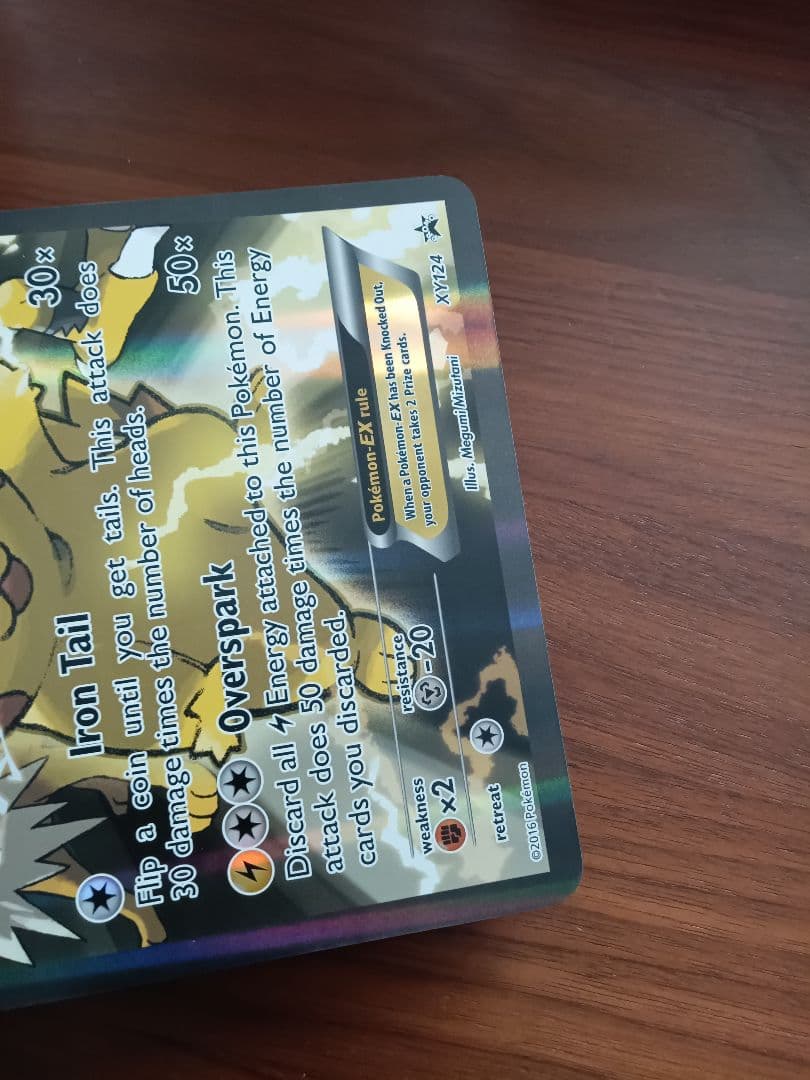 Iron Tail 30×
Flip a coin until you get tails. This attack does
30 damage times the number of heads.
Overspark 50×
Discard all Energy attached to this Pokémon. This
attack does 50 damage times the number of Energy
cards you discarded.
weakness
×2
resistance
-20
retreat
Pokémon-EX rule
When a Pokémon-EX has been Knocked Out,
your opponent takes 2 Prize cards.
©2016 Pokémon
Illus. Megumi Mizutani
XY124